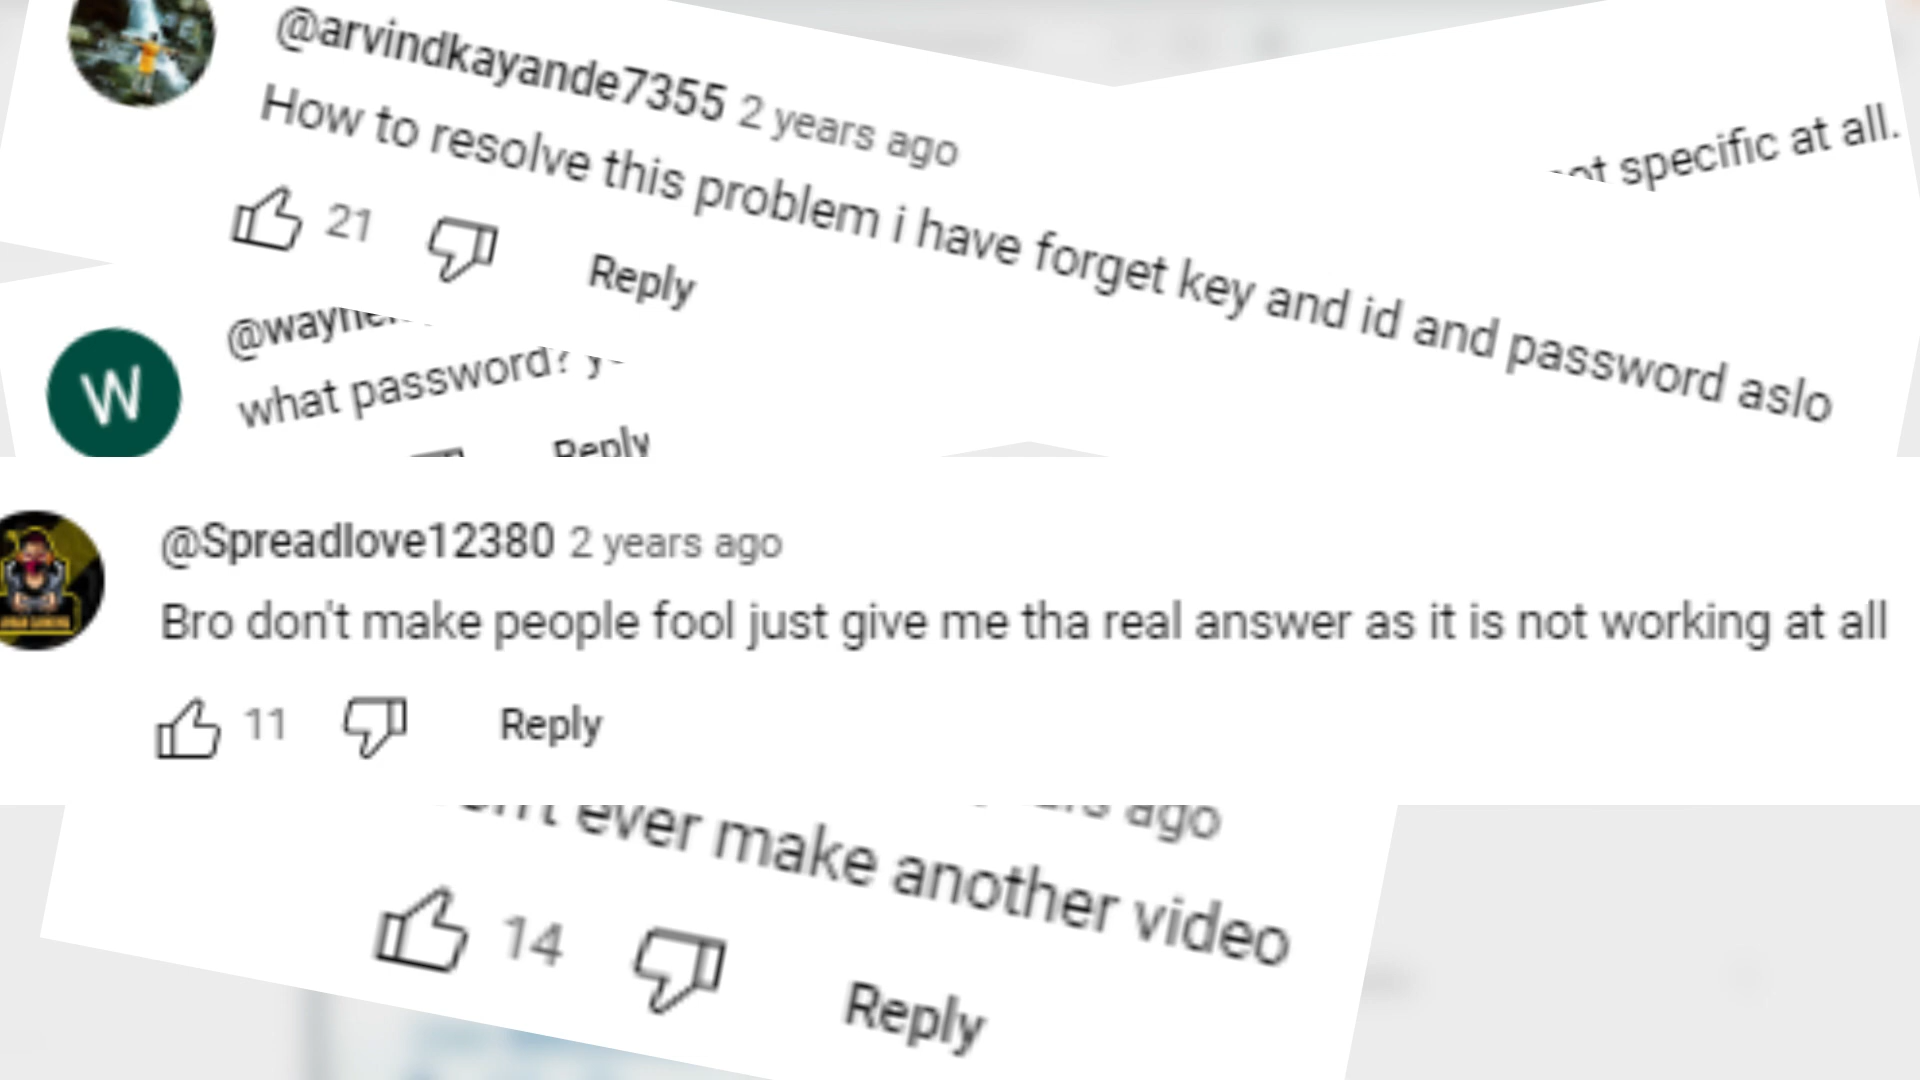 @arvindkayande7355 2 years ago
How to resolve this problem i have forget key and id and password aslo
21 Reply
specific at all.
what password?
Reply
@Spreadlove12380 2 years ago
Bro don't make people fool just give me tha real answer as it is not working at all
11 Reply
ago
ever make another video
14 Reply
W